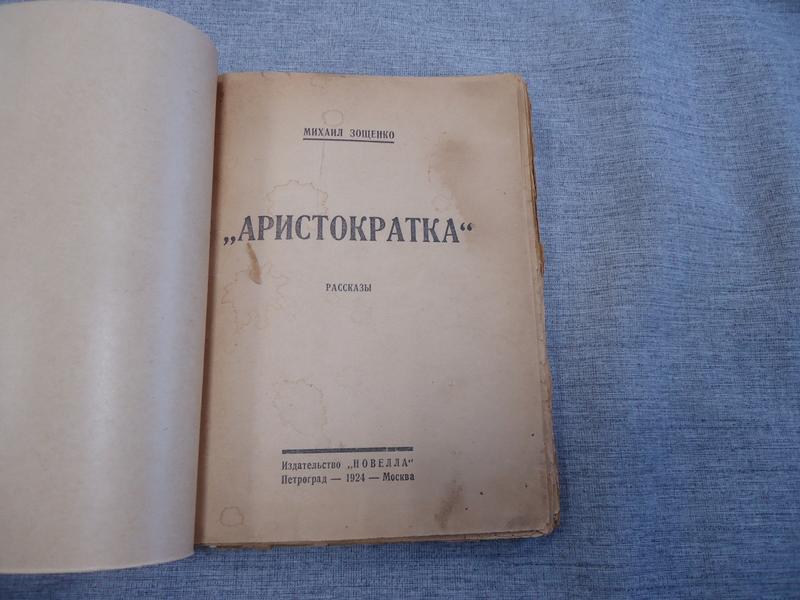 МИХАИЛ ЗОЩЕНКО
„АРИСТОКРАТКА“
РАССКАЗЫ
Издательство „НОВЕЛЛА“
Петроград — 1924 — Москва